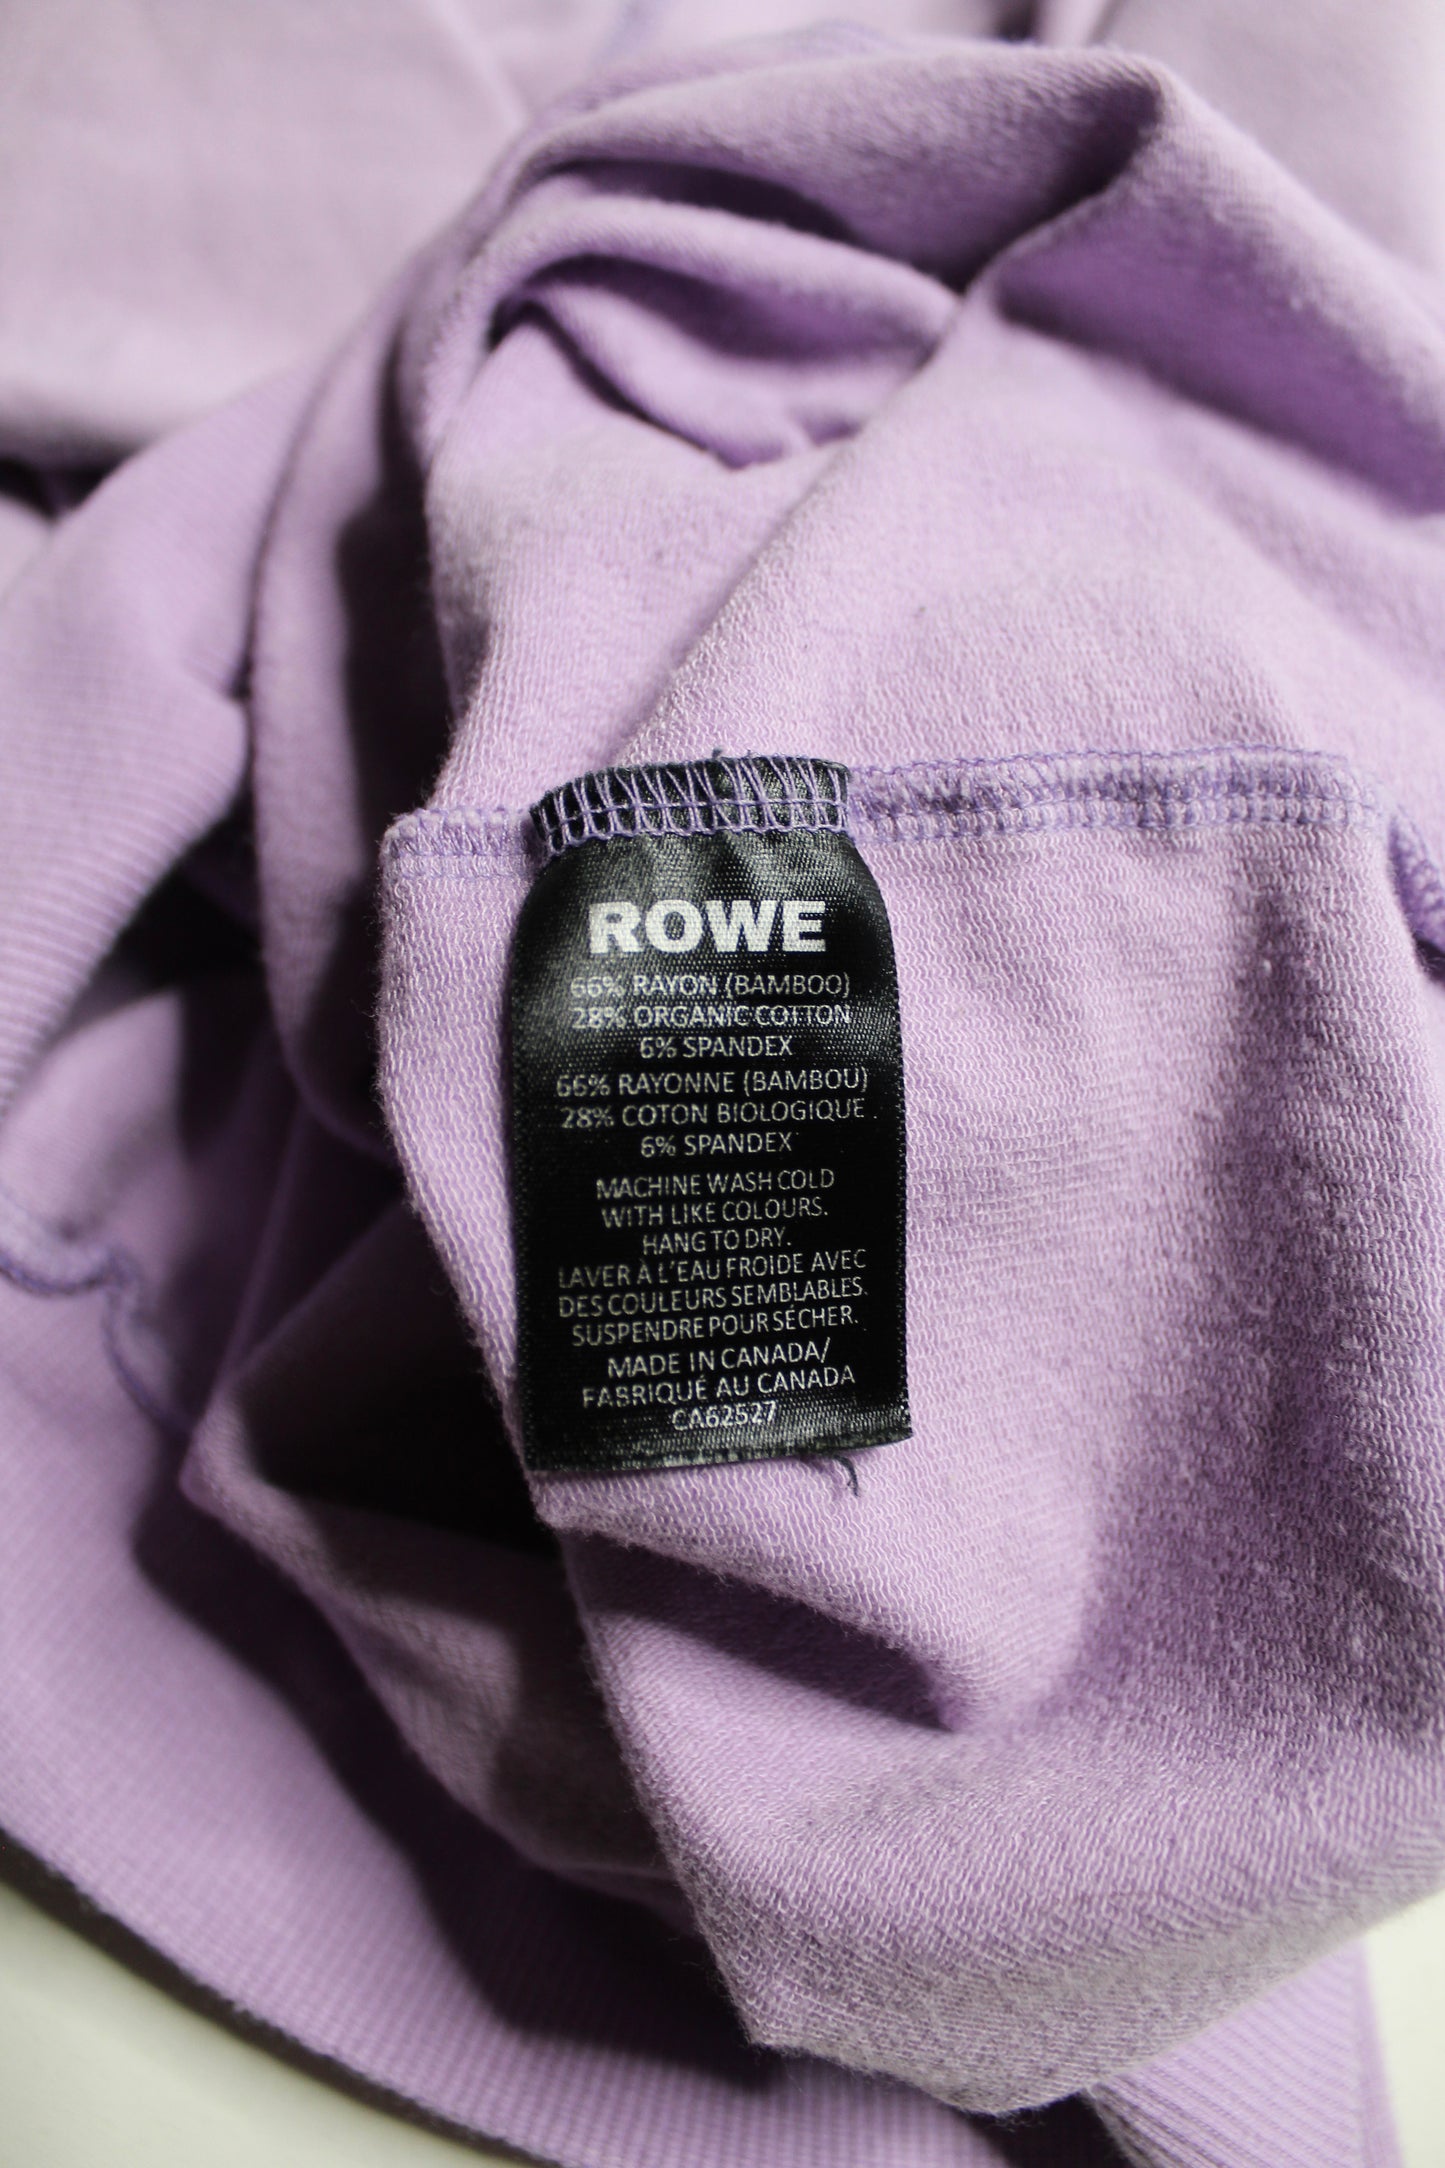 ROWE
66% RAYON (BAMBOO)
28% ORGANIC COTTON
6% SPANDEX
66% RAYONNE (BAMBOU)
28% COTON BIOLOGIQUE
6% SPANDEX
MACHINE WASH COLD
WITH LIKE COLOURS.
HANG TO DRY.
LAVER À L'EAU FROIDE AVEC
DES COULEURS SEMBLABLES.
SUSPENDRE POUR SÉCHER.
MADE IN CANADA/
FABRIQUÉ AU CANADA
CA62527